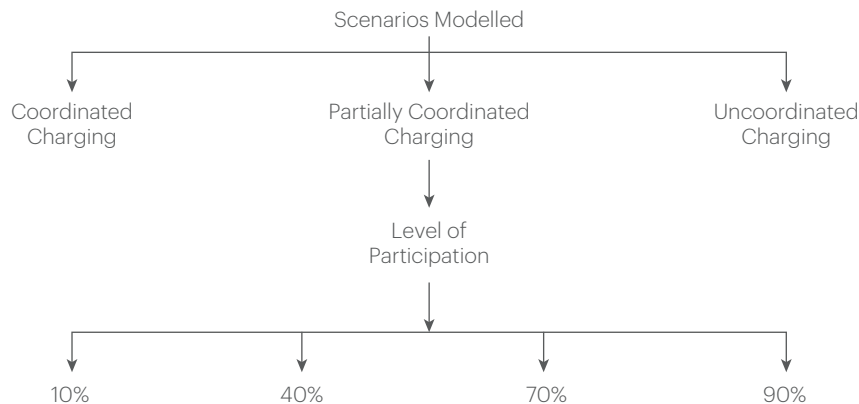 Scenarios Modelled
Coordinated
Charging
Partially Coordinated
Charging
Uncoordinated
Charging
Level of
Participation
10%
40%
70%
90%